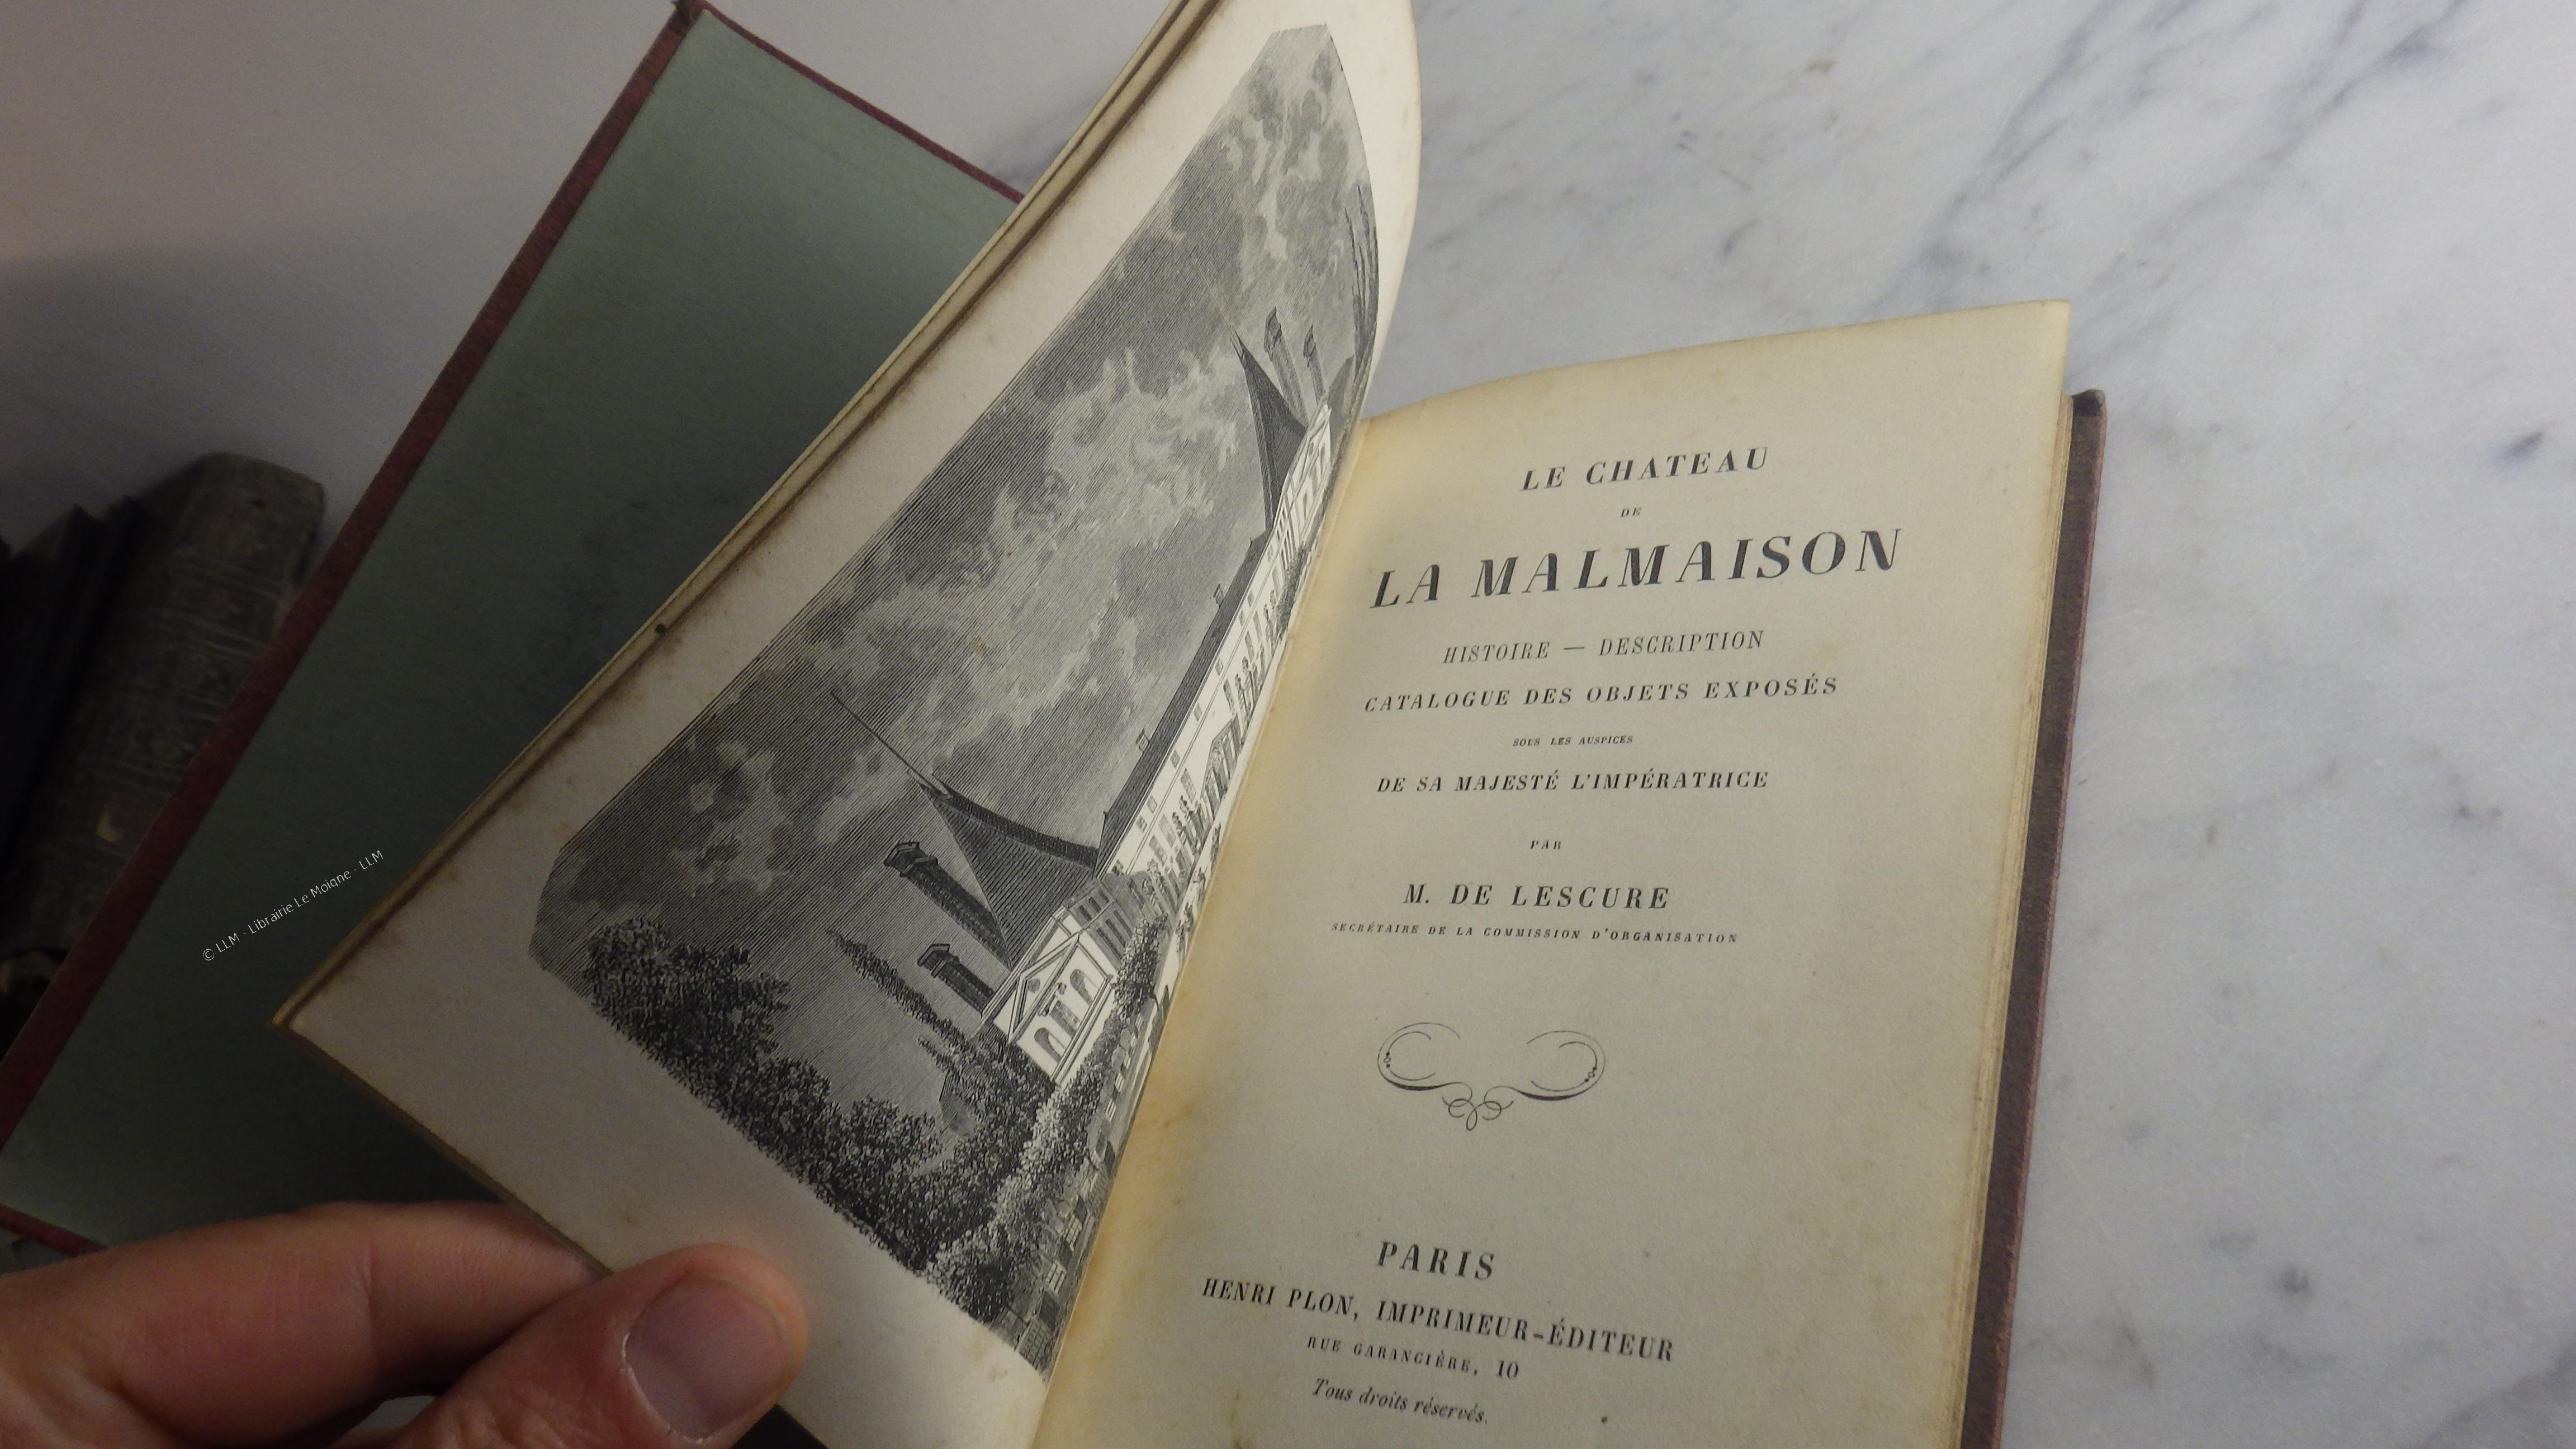 LE CHATEAU
DE
LA MALMAISON
HISTOIRE — DESCRIPTION
CATALOGUE DES OBJETS EXPOSÉS
SOUS LES AUSPICES
DE SA MAJESTÉ L'IMPÉRATRICE
PAR
M. DE LESCURE
SECRÉTAIRE DE LA COMMISSION D'ORGANISATION
PARIS
HENRI PLON, IMPRIMEUR-ÉDITEUR
RUE GARANCIÈRE, 10
Tous droits réservés.
© LLM - Librairie Le Moigne - LLM